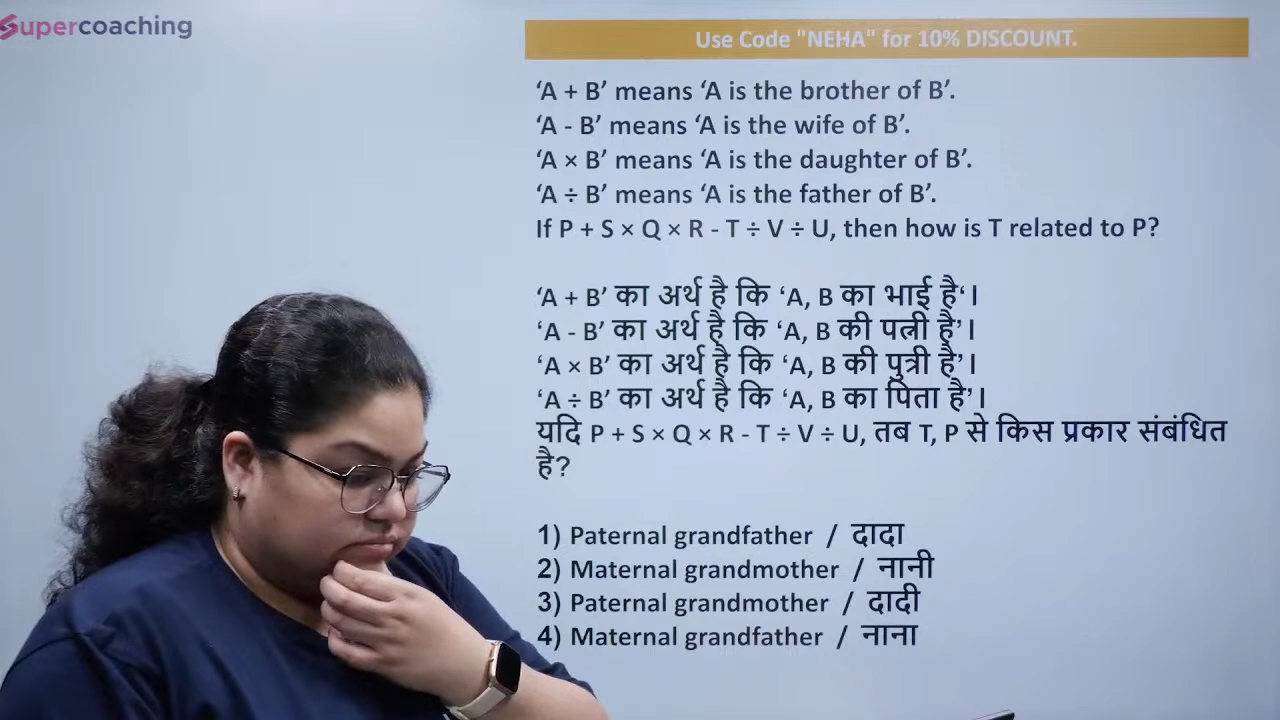 Supercoaching
Use Code "NEHA" for 10% DISCOUNT.
‘A + B’ means ‘A is the brother of B’.
‘A - B’ means ‘A is the wife of B’.
‘A × B’ means ‘A is the daughter of B’.
‘A ÷ B’ means ‘A is the father of B’.
If P + S × Q × R - T ÷ V ÷ U, then how is T related to P?
‘A + B’ का अर्थ है कि ‘A, B का भाई है‘।
‘A - B’ का अर्थ है कि ‘A, B की पत्नी है’।
‘A × B’ का अर्थ है कि ‘A, B की पुत्री है’।
‘A ÷ B’ का अर्थ है कि ‘A, B का पिता है’।
यदि P + S × Q × R - T ÷ V ÷ U, तब T, P से किस प्रकार संबंधित
है?
1) Paternal grandfather / दादा
2) Maternal grandmother / नानी
3) Paternal grandmother / दादी
4) Maternal grandfather / नाना